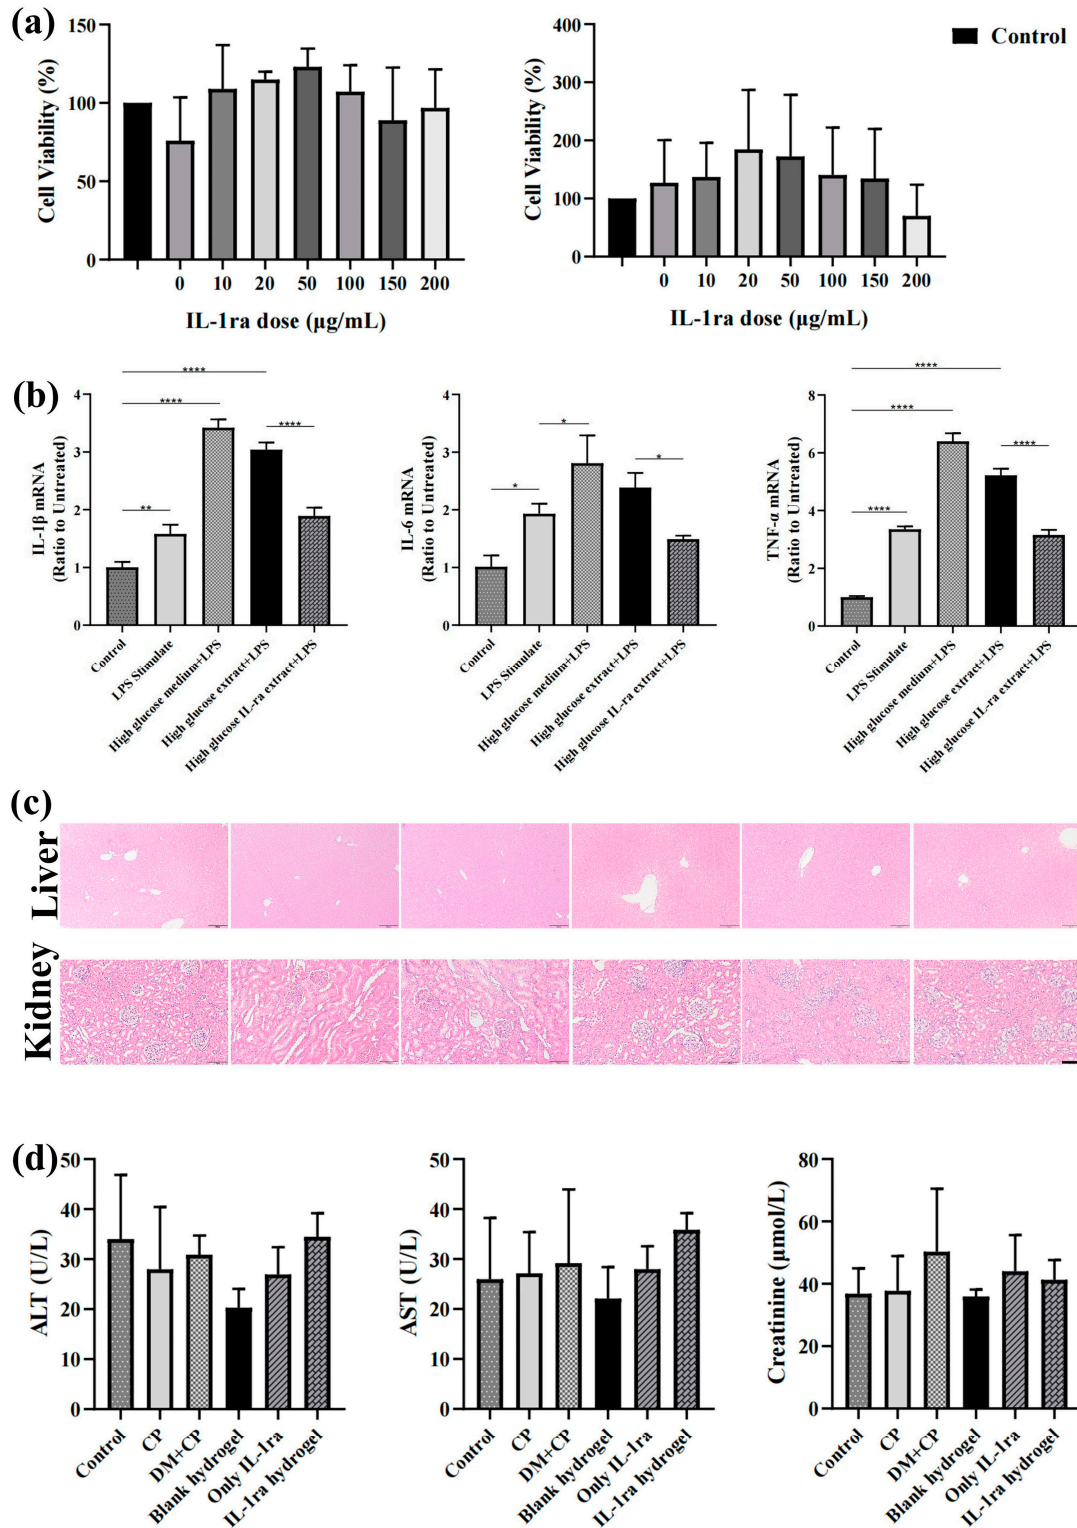 (a)
Cell Viability (%)
150
100
50
0
0 10 20 50 100 150 200
IL-1ra dose (μg/mL)
Cell Viability (%)
400
300
200
100
0
0 10 20 50 100 150 200
IL-1ra dose (μg/mL)
Control
(b)
IL-1β mRNA
(Ratio to Untreated)
4
3
2
1
0
****
****
****
**
Control
LPS Stimulate
High glucose medium+LPS
High glucose extract+LPS
High glucose IL-ra extract+LPS
IL-6 mRNA
(Ratio to Untreated)
4
3
2
1
0
*
*
*
Control
LPS Stimulate
High glucose medium+LPS
High glucose extract+LPS
High glucose IL-ra extract+LPS
TNF-α mRNA
(Ratio to Untreated)
8
6
4
2
0
****
****
****
****
Control
LPS Stimulate
High glucose medium+LPS
High glucose extract+LPS
High glucose IL-ra extract+LPS
(c)
Liver
Kidney
(d)
ALT (U/L)
50
40
30
20
10
0
Control
CP
DM+CP
Blank hydrogel
Only IL-1ra
IL-1ra hydrogel
AST (U/L)
50
40
30
20
10
0
Control
CP
DM+CP
Blank hydrogel
Only IL-1ra
IL-1ra hydrogel
Creatinine (μmol/L)
80
60
40
20
0
Control
CP
DM+CP
Blank hydrogel
Only IL-1ra
IL-1ra hydrogel